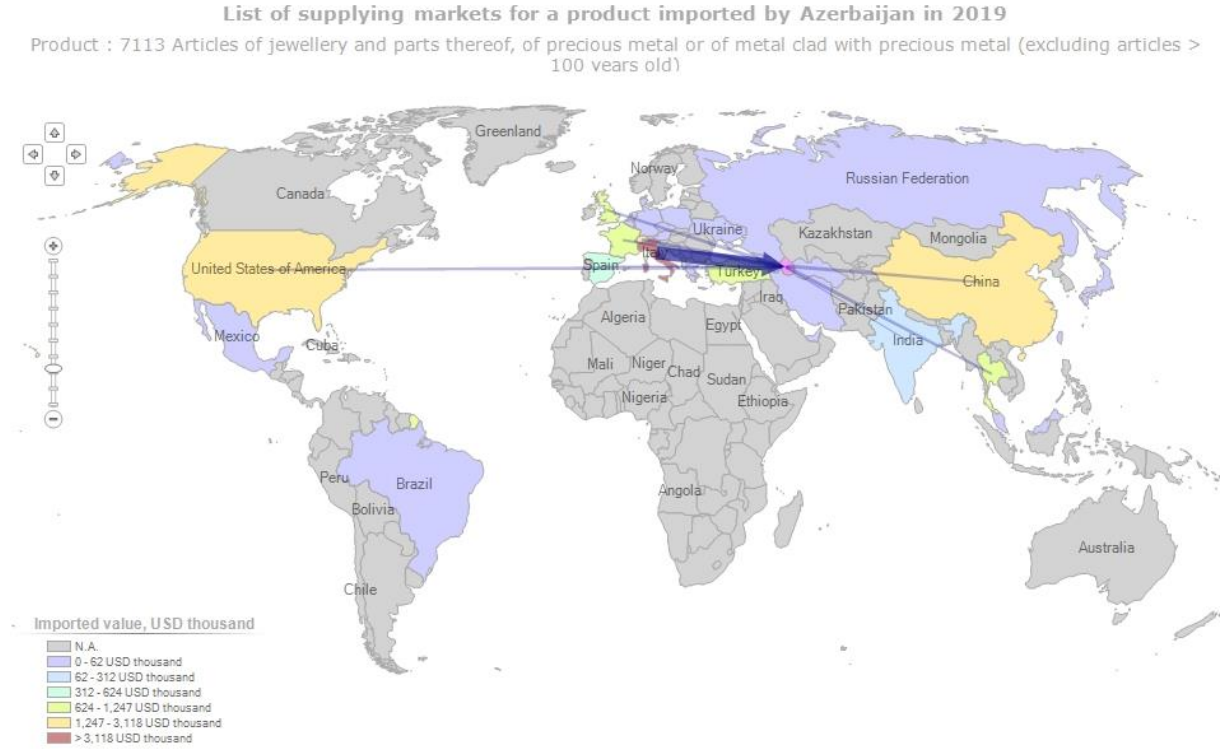 List of supplying markets for a product imported by Azerbaijan in 2019
Product : 7113 Articles of jewellery and parts thereof, of precious metal or of metal clad with precious metal (excluding articles >
100 years old)
Greenland
Norway
Russian Federation
Canada
Ukraine
Kazakhstan
Mongolia
United States of America
Spain
Turkey
China
Iraq
Pakistan
Algeria
Egypt
Mexico
Cuba
India
Mali
Niger
Chad
Sudan
Nigeria
Ethiopia
Peru
Brazil
Angola
Bolivia
Australia
Chile
Imported value, USD thousand
N.A.
0 - 62 USD thousand
62 - 312 USD thousand
312 - 624 USD thousand
624 - 1,247 USD thousand
1,247 - 3,118 USD thousand
> 3,118 USD thousand